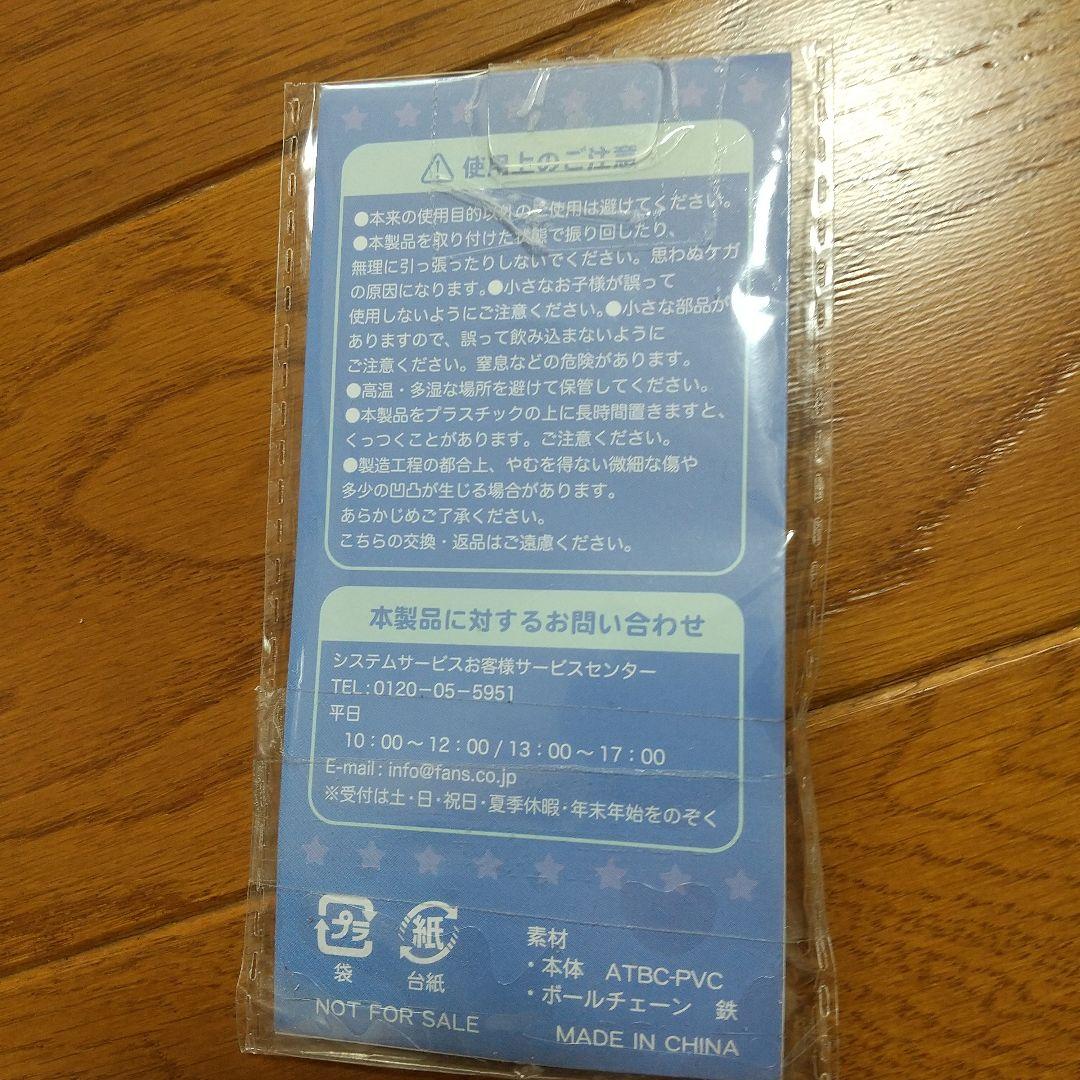 ⚠ 使用上のご注意
●本来の使用目的以外の使用は避けてください。
●本製品を取り付けた状態で振り回したり、
無理に引っ張ったりしないでください。思わぬケガ
の原因になります。●小さなお子様が誤って
使用しないようにご注意ください。●小さな部品が
ありますので、誤って飲み込まないように
ご注意ください。窒息などの危険があります。
●高温・多湿な場所を避けて保管してください。
●本製品をプラスチックの上に長時間置きますと、
くっつくことがあります。ご注意ください。
●製造工程の都合上、やむを得ない微細な傷や
多少の凹凸が生じる場合があります。
あらかじめご了承ください。
こちらの交換・返品はご遠慮ください。
本製品に対するお問い合わせ
システムサービスお客様サービスセンター
TEL:0120-05-5951
平日
10:00〜12:00/13:00〜17:00
E-mail:info@fans.co.jp
※受付は土・日・祝日・夏季休暇・年末年始をのぞく
プラ
袋
紙
台紙
素材
・本体 ATBC-PVC
・ボールチェーン 鉄
NOT FOR SALE
MADE IN CHINA